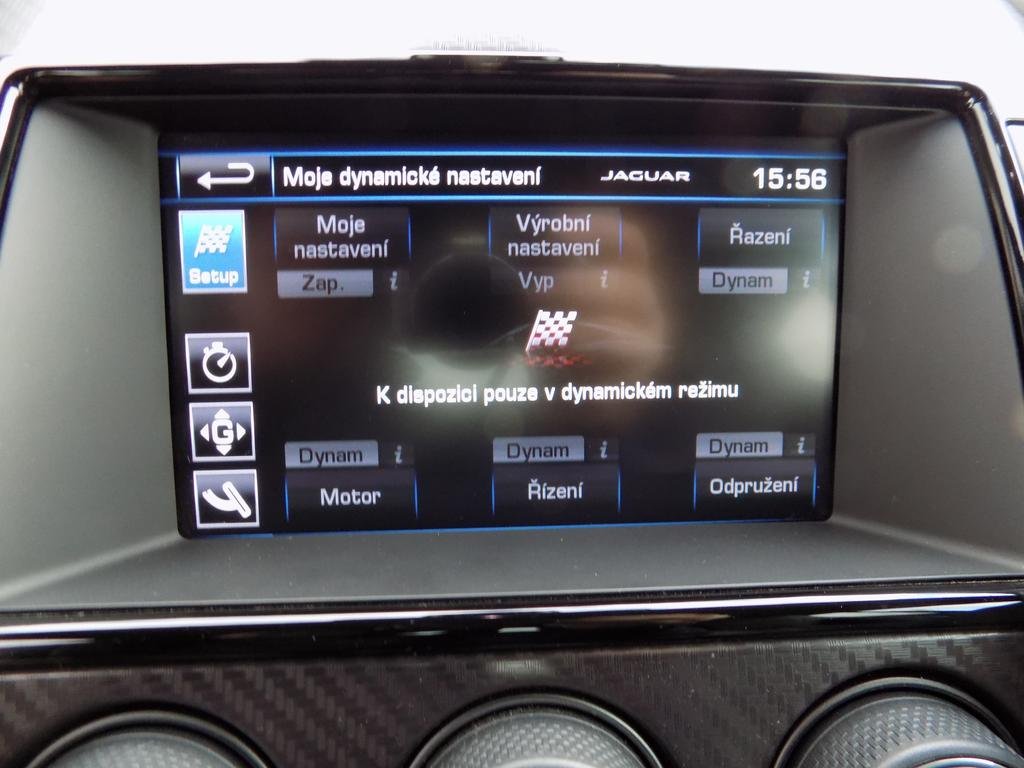 Moje dynamické nastavení JAGUAR 15:56
Setup
Moje
nastavení
Zap. i
Výrobní
nastavení
Vyp i
Řazení
Dynam i
K dispozici pouze v dynamickém režimu
G
Dynam i
Motor
Dynam i
Řízení
Dynam i
Odpružení